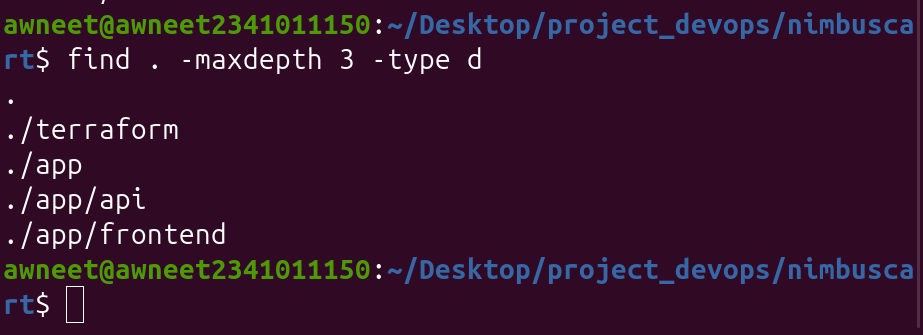 awneet@awneet2341011150:~/Desktop/project_devops/nimbusca
rt$ find . -maxdepth 3 -type d
.
./terraform
./app
./app/api
./app/frontend
awneet@awneet2341011150:~/Desktop/project_devops/nimbusca
rt$